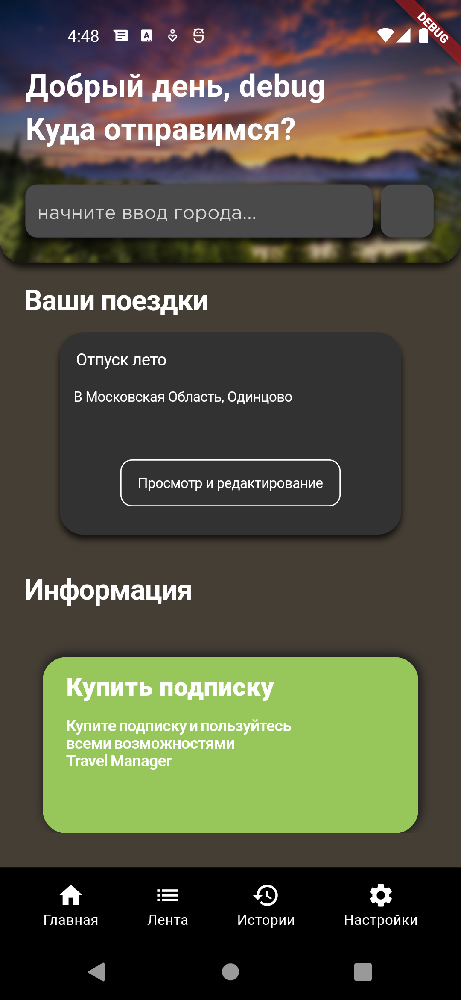 4:48
DEBUG
Добрый день, debug
Куда отправимся?
начните ввод города...
Ваши поездки
Отпуск лето
В Московская Область, Одинцово
Просмотр и редактирование
Информация
Купить подписку
Купите подписку и пользуйтесь
всеми возможностями
Travel Manager
Главная
Лента
Истории
Настройки